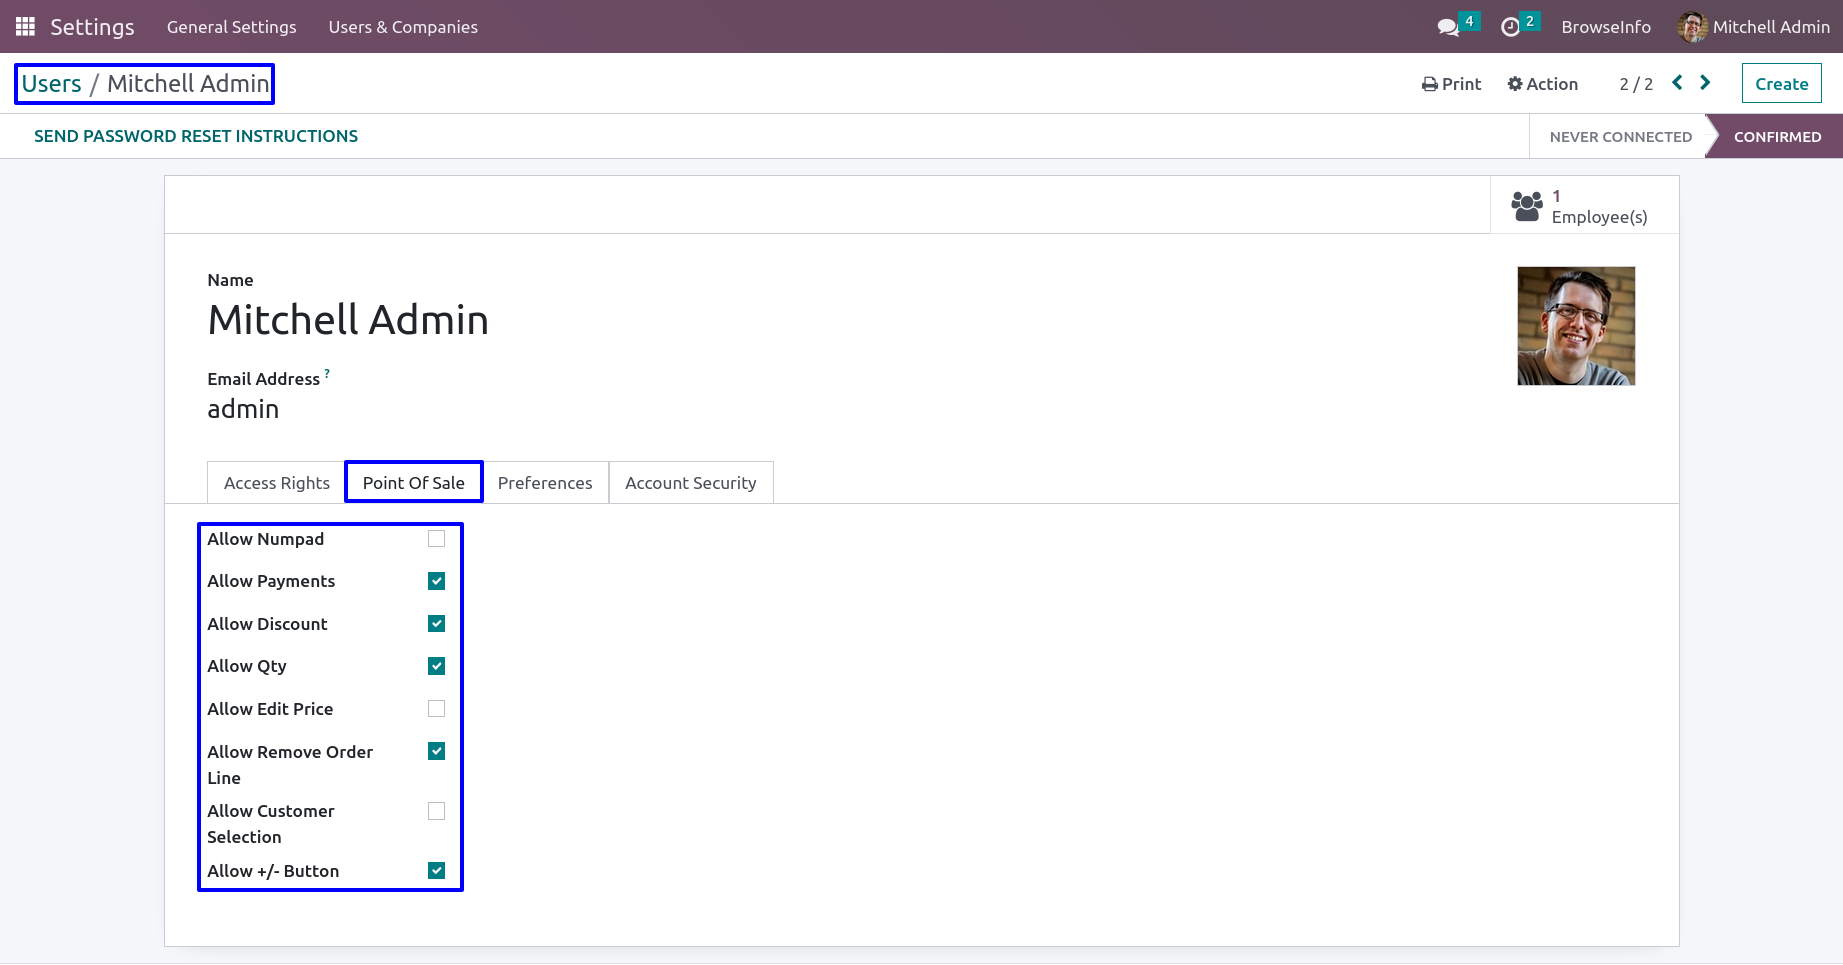 Settings General Settings Users & Companies 4 2 BrowseInfo Mitchell Admin
Users / Mitchell Admin Print Action 2 / 2 Create
SEND PASSWORD RESET INSTRUCTIONS NEVER CONNECTED CONFIRMED
1
Employee(s)
Name
Mitchell Admin
Email Address ?
admin
Access Rights Point Of Sale Preferences Account Security
Allow Numpad
Allow Payments
Allow Discount
Allow Qty
Allow Edit Price
Allow Remove Order
Line
Allow Customer
Selection
Allow +/- Button